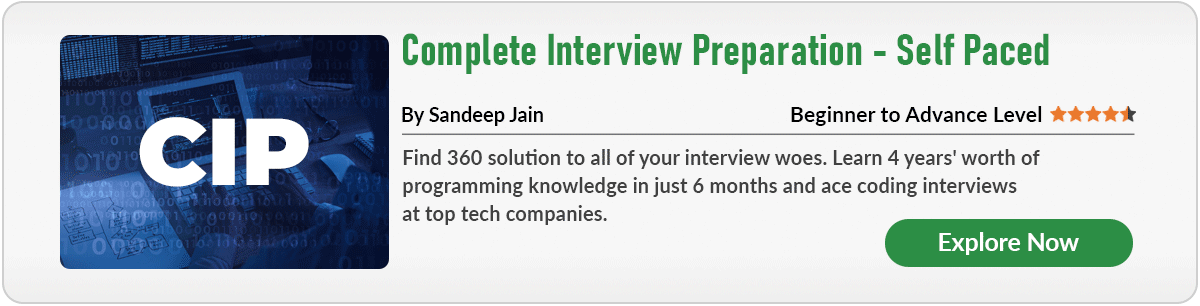 CIP
Complete Interview Preparation - Self Paced
By Sandeep Jain
Beginner to Advance Level
Find 360 solution to all of your interview woes. Learn 4 years' worth of
programming knowledge in just 6 months and ace coding interviews
at top tech companies.
Explore Now